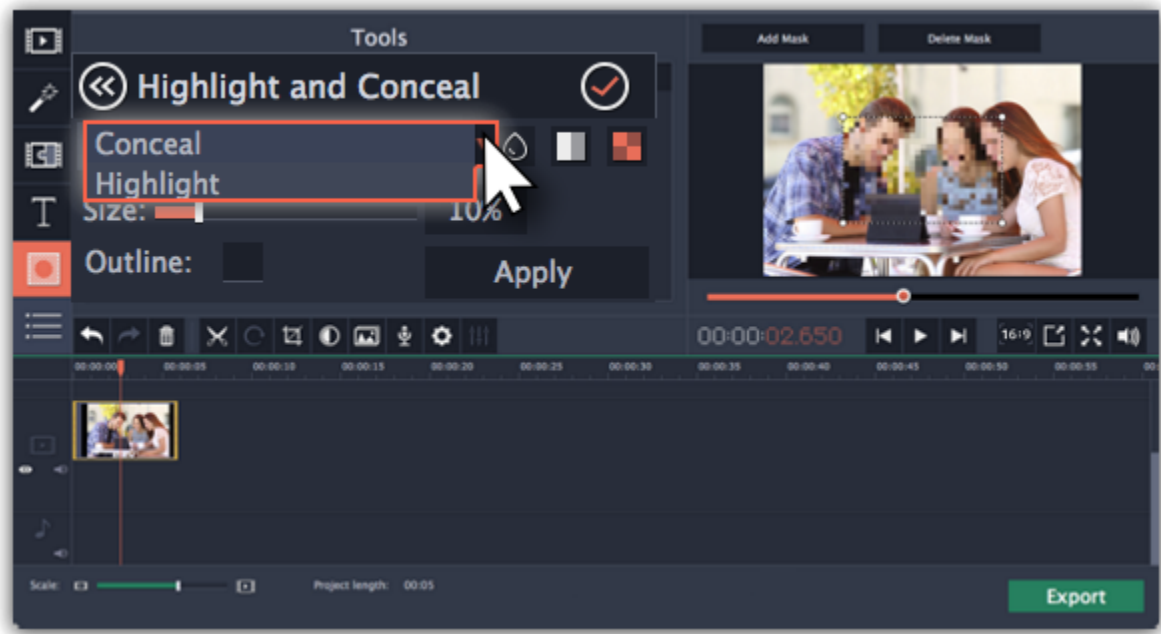 Tools
Add Mask
Delete Mask
Highlight and Conceal
Conceal
Highlight
Size:
10%
Outline:
Apply
00:00:02.650
16:9
00:00:00 00:00:05 00:00:10 00:00:15 00:00:20 00:00:25 00:00:30 00:00:35 00:00:40 00:00:45 00:00:50 00:00:55
Scale:
Project length: 00:05
Export